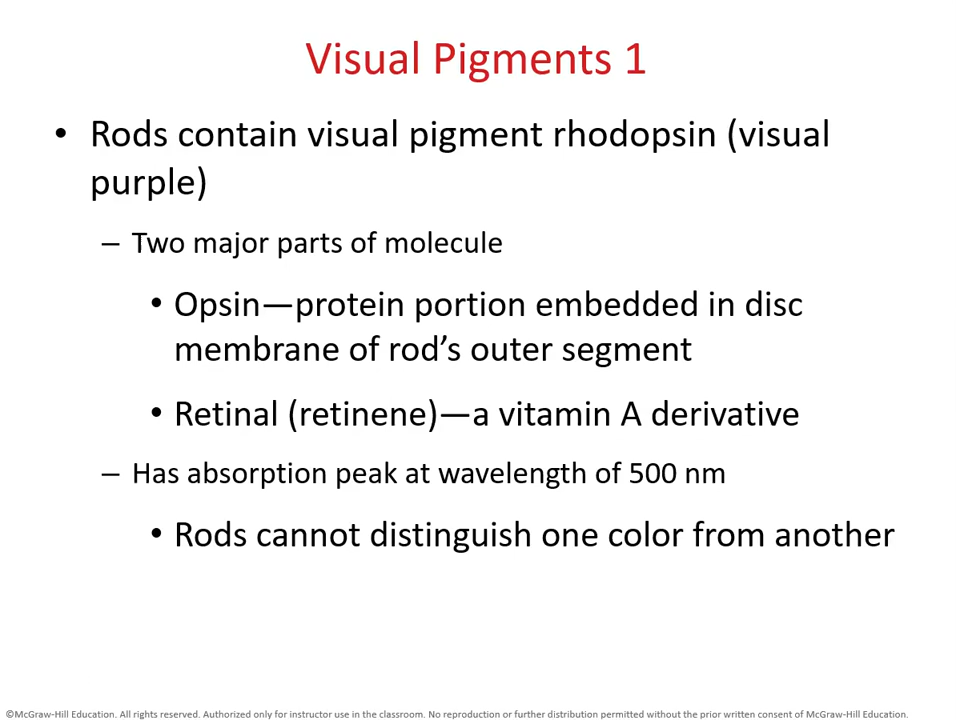 Visual Pigments 1
• Rods contain visual pigment rhodopsin (visual
purple)
– Two major parts of molecule
• Opsin—protein portion embedded in disc
membrane of rod’s outer segment
• Retinal (retinene)—a vitamin A derivative
– Has absorption peak at wavelength of 500 nm
• Rods cannot distinguish one color from another
©McGraw-Hill Education. All rights reserved. Authorized only for instructor use in the classroom. No reproduction or further distribution permitted without the prior written consent of McGraw-Hill Education.